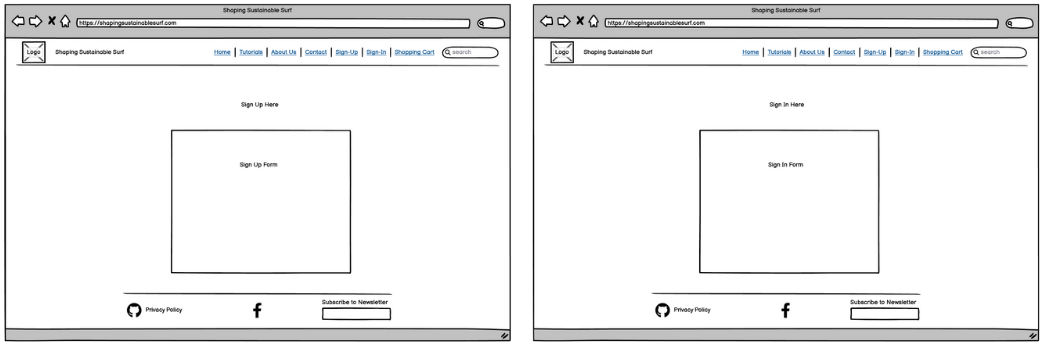 Shaping Sustainable Surf
https://shapingsustainablesurf.com
Logo Shaping Sustainable Surf Home Tutorials About Us Contact Sign-Up Sign-In Shopping Cart search
Sign Up Here
Sign Up Form
Privacy Policy
Subscribe to Newsletter
Shaping Sustainable Surf
https://shapingsustainablesurf.com
Logo Shaping Sustainable Surf Home Tutorials About Us Contact Sign-Up Sign-In Shopping Cart search
Sign In Here
Sign In Form
Privacy Policy
Subscribe to Newsletter